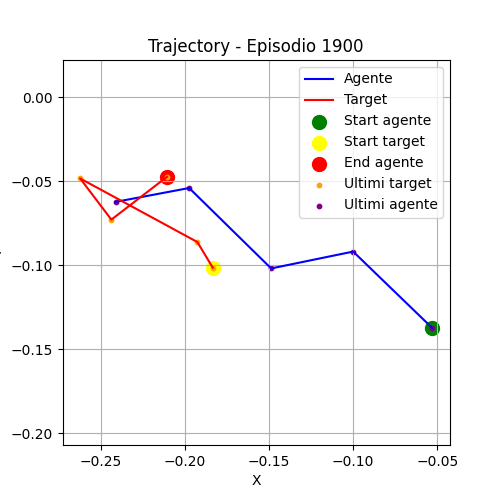 Trajectory - Episodio 1900
Agente
Target
Start agente
Start target
End agente
Ultimi target
Ultimi agente
0.00
−0.05
−0.10
−0.15
−0.20
−0.25
−0.20
−0.15
−0.10
−0.05
X